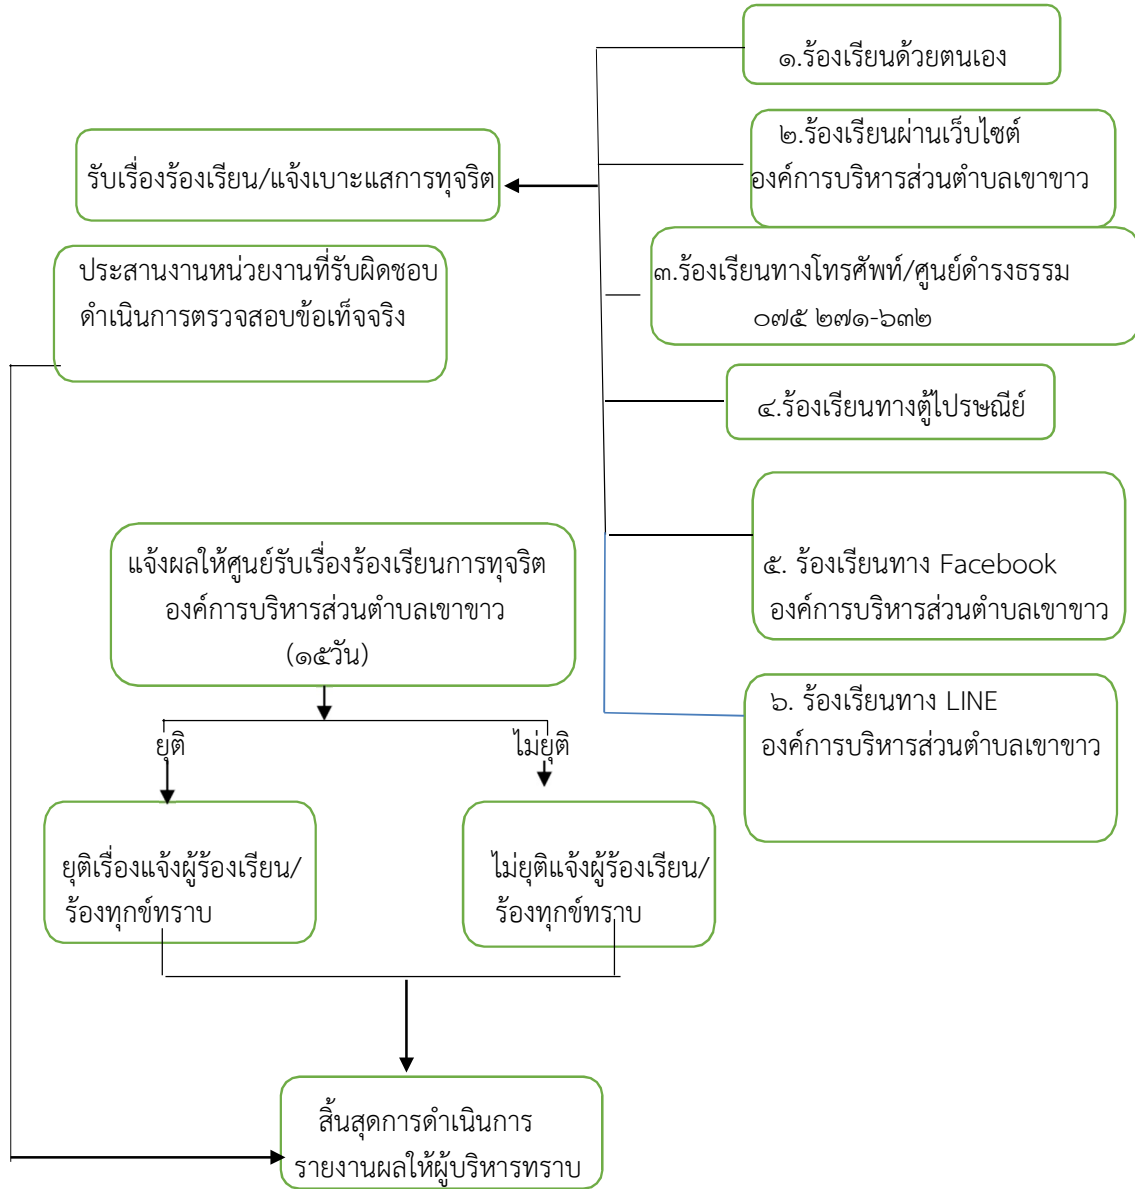 ๑.ร้องเรียนด้วยตนเอง
๒.ร้องเรียนผ่านเว็บไซต์
องค์การบริหารส่วนตำบลเขาขาว
รับเรื่องร้องเรียน/แจ้งเบาะแสการทุจริต
ประสานงานหน่วยงานที่รับผิดชอบ
ดำเนินการตรวจสอบข้อเท็จจริง
๓.ร้องเรียนทางโทรศัพท์/ศูนย์ดำรงธรรม
๐๗๕ ๒๗๑-๖๓๒
๔.ร้องเรียนทางตู้ไปรษณีย์
๕. ร้องเรียนทาง Facebook
องค์การบริหารส่วนตำบลเขาขาว
๖. ร้องเรียนทาง LINE
องค์การบริหารส่วนตำบลเขาขาว
แจ้งผลให้ศูนย์รับเรื่องร้องเรียนการทุจริต
องค์การบริหารส่วนตำบลเขาขาว
(๑๕วัน)
ยุติ
ไม่ยุติ
ยุติเรื่องแจ้งผู้ร้องเรียน/
ร้องทุกข์ทราบ
ไม่ยุติแจ้งผู้ร้องเรียน/
ร้องทุกข์ทราบ
สิ้นสุดการดำเนินการ
รายงานผลให้ผู้บริหารทราบ